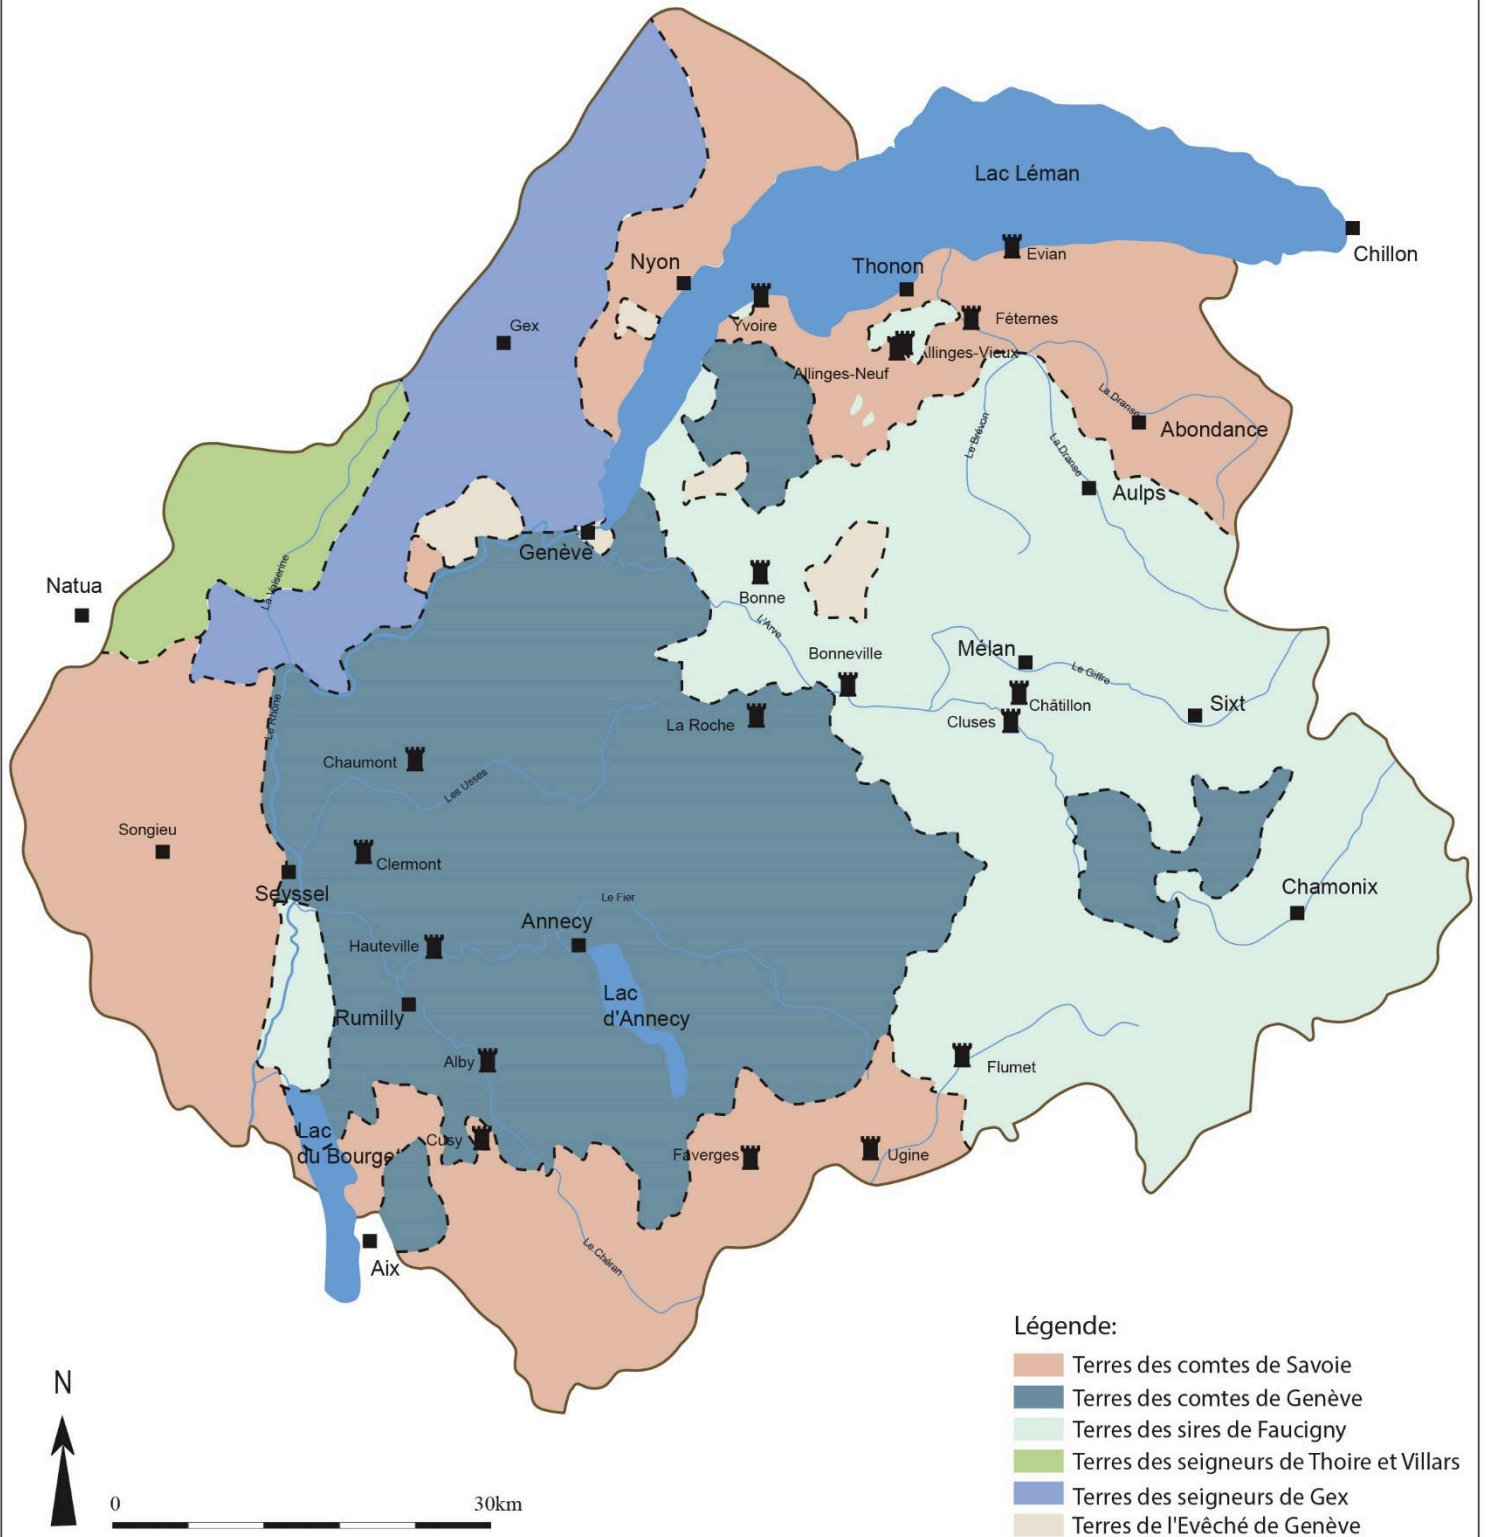 Lac Léman
Chillon
Evian
Thonon
Nyon
Yvoire
Féternes
Gex
Allinges-Vieux
Allinges-Neuf
La Dranse
Abondance
Le Brévon
La Dranse
Aulps
Genève
La Valserine
Natua
Bonne
L'Arve
Bonneville
Mélan
Le Giffre
Sixt
Châtillon
Cluses
La Roche
Le Rhône
Chaumont
Les Usses
Songieu
Clermont
Seyssel
Chamonix
Le Fier
Annecy
Hauteville
Lac
d'Annecy
Rumilly
Alby
Flumet
Lac
du Bourget
Cusy
Faverges
Ugine
Le Chéran
Aix
Légende:
Terres des comtes de Savoie
Terres des comtes de Genève
Terres des sires de Faucigny
Terres des seigneurs de Thoire et Villars
Terres des seigneurs de Gex
Terres de l'Evêché de Genève
N
0 30km